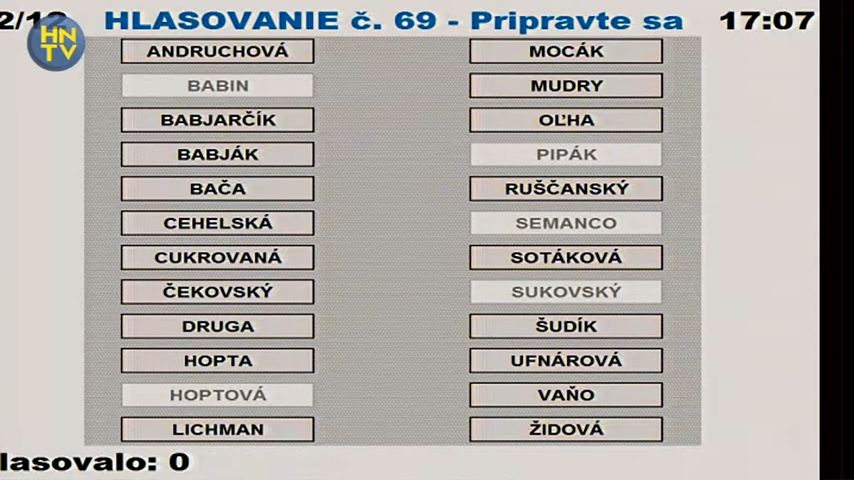 2/12 HLASOVANIE č. 69 - Pripravte sa 17:07
HN
TV
ANDRUCHOVÁ
BABIN
BABJARČÍK
BABJÁK
BAČA
CEHELSKÁ
CUKROVANÁ
ČEKOVSKÝ
DRUGA
HOPTA
HOPTOVÁ
LICHMAN
MOCÁK
MUDRY
OĽHA
PIPÁK
RUŠČANSKÝ
SEMANCO
SOTÁKOVÁ
SUKOVSKÝ
ŠUDÍK
UFNÁROVÁ
VAŇO
ŽIDOVÁ
lasovalo: 0